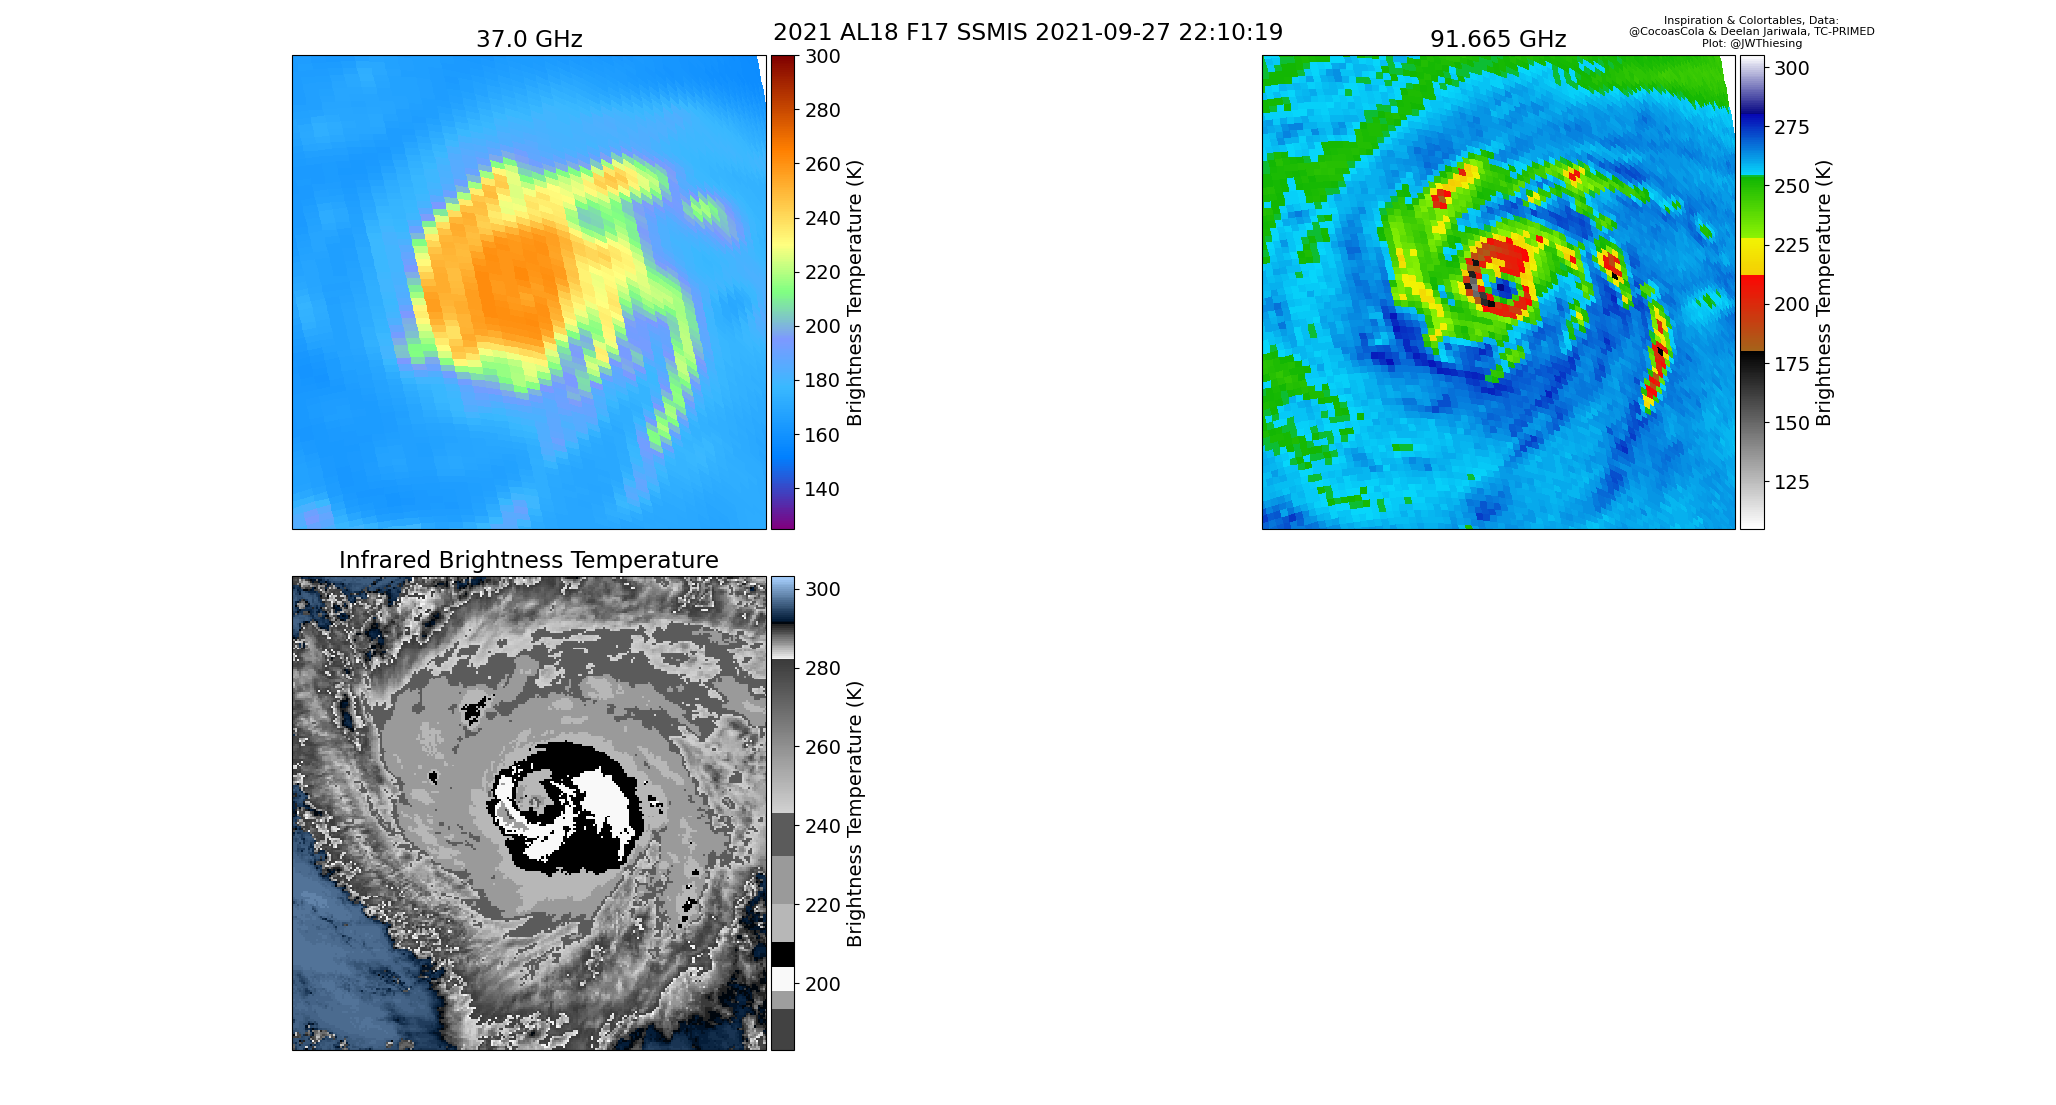 2021 AL18 F17 SSMIS 2021-09-27 22:10:19
Inspiration & Colortables, Data:
@CocoasCola & Deelan Jariwala, TC-PRIMED
Plot: @JWThiesing
37.0 GHz
300
280
260
240
220
200
180
160
140
Brightness Temperature (K)
91.665 GHz
300
275
250
225
200
175
150
125
Brightness Temperature (K)
Infrared Brightness Temperature
300
280
260
240
220
200
Brightness Temperature (K)